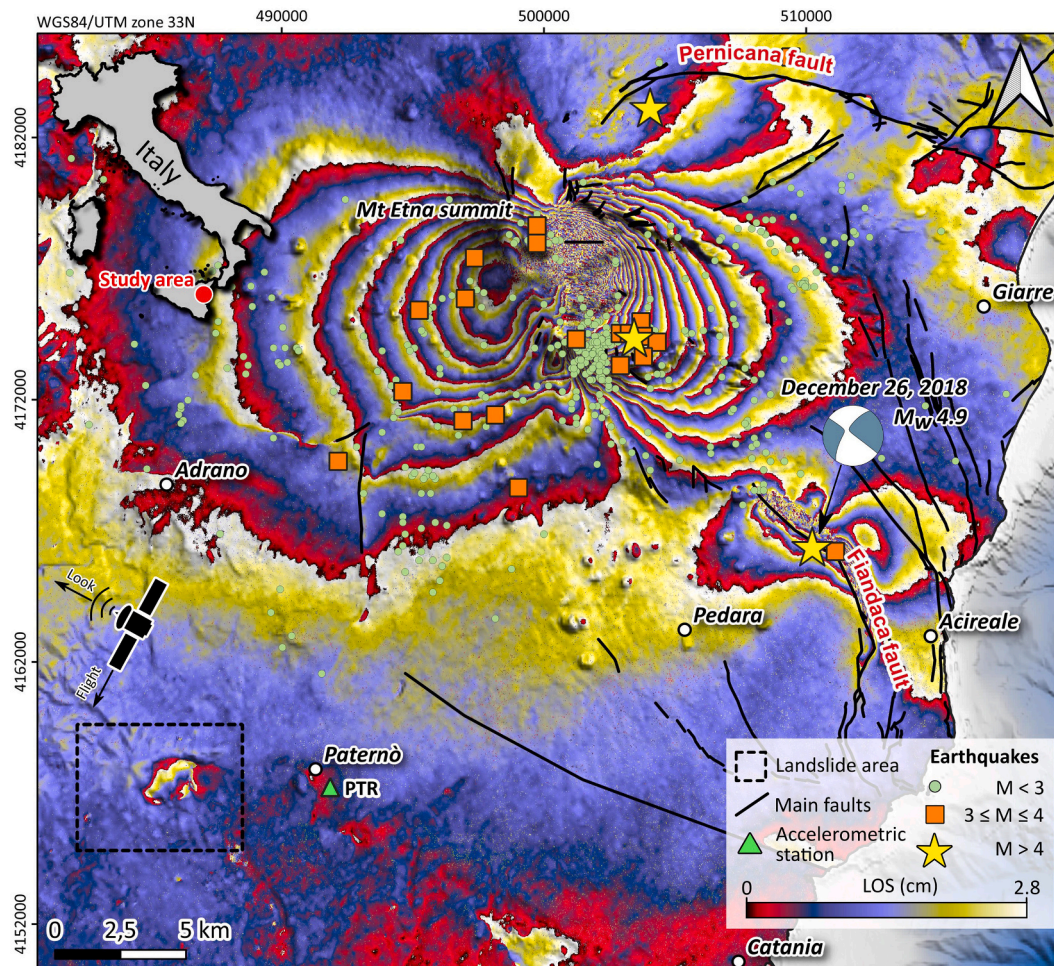 WGS84/UTM zone 33N
490000
500000
510000
4182000
4172000
4162000
4152000
Italy
Study area
Pernicana fault
Mt Etna summit
Giarre
December 26, 2018
Mw 4.9
Adrano
Look
Flight
Pedara
Fiandaca fault
Acireale
Paternò
PTR
Landslide area
Main faults
Accelerometric
station
Earthquakes
M < 3
3 ≤ M ≤ 4
M > 4
LOS (cm)
0
2.8
0
2,5
5 km
Catania